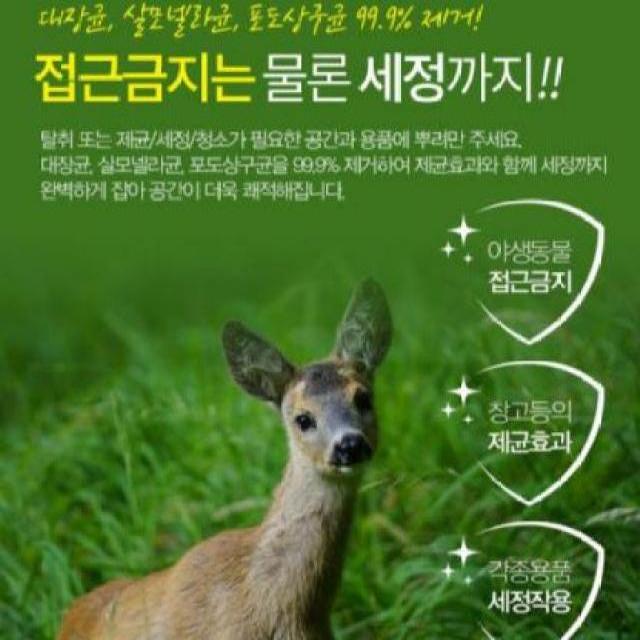 대장균, 살모넬라균, 포도상구균 99.9% 제거!
접근금지는 물론 세정까지!!
탈취 또는 제균/세정/청소가 필요한 공간과 용품에 뿌려만 주세요.
대장균, 살모넬라균, 포도상구균을 99.9% 제거하여 제균효과와 함께 세정까지
완벽하게 잡아 공간이 더욱 쾌적해집니다.
야생동물
접근금지
창고등의
제균효과
각종용품
세정작용